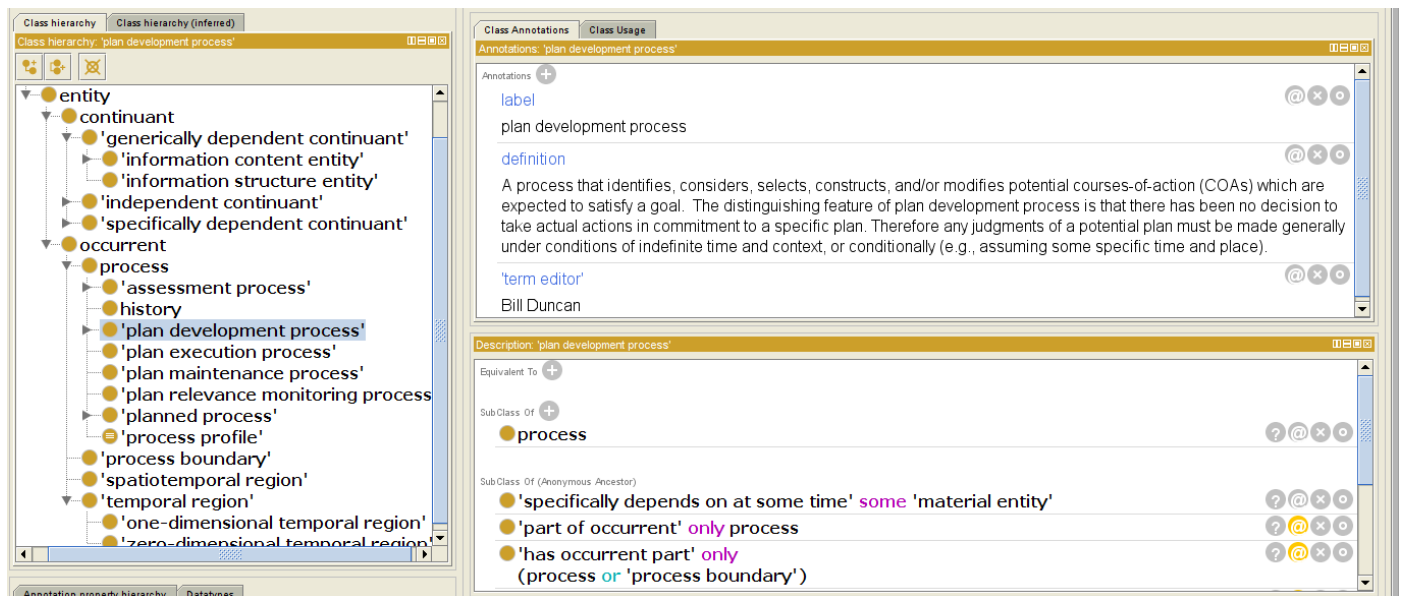 Class hierarchy Class hierarchy (inferred)
Class hierarchy: 'plan development process'
entity
continuant
'generically dependent continuant'
'information content entity'
'information structure entity'
'independent continuant'
'specifically dependent continuant'
occurrent
process
'assessment process'
history
'plan development process'
'plan execution process'
'plan maintenance process'
'plan relevance monitoring process
'planned process'
'process profile'
'process boundary'
'spatiotemporal region'
'temporal region'
'one-dimensional temporal region'
'zero-dimensional temporal region'
Annotation property hierarchy Datatypes
Class Annotations Class Usage
Annotations: 'plan development process'
Annotations
label
plan development process
definition
A process that identifies, considers, selects, constructs, and/or modifies potential courses-of-action (COAs) which are
expected to satisfy a goal. The distinguishing feature of plan development process is that there has been no decision to
take actual actions in commitment to a specific plan. Therefore any judgments of a potential plan must be made generally
under conditions of indefinite time and context, or conditionally (e.g., assuming some specific time and place).
'term editor'
Bill Duncan
Description: 'plan development process'
Equivalent To
SubClass Of
process
SubClass Of (Anonymous Ancestor)
'specifically depends on at some time' some 'material entity'
'part of occurrent' only process
'has occurrent part' only
(process or 'process boundary')